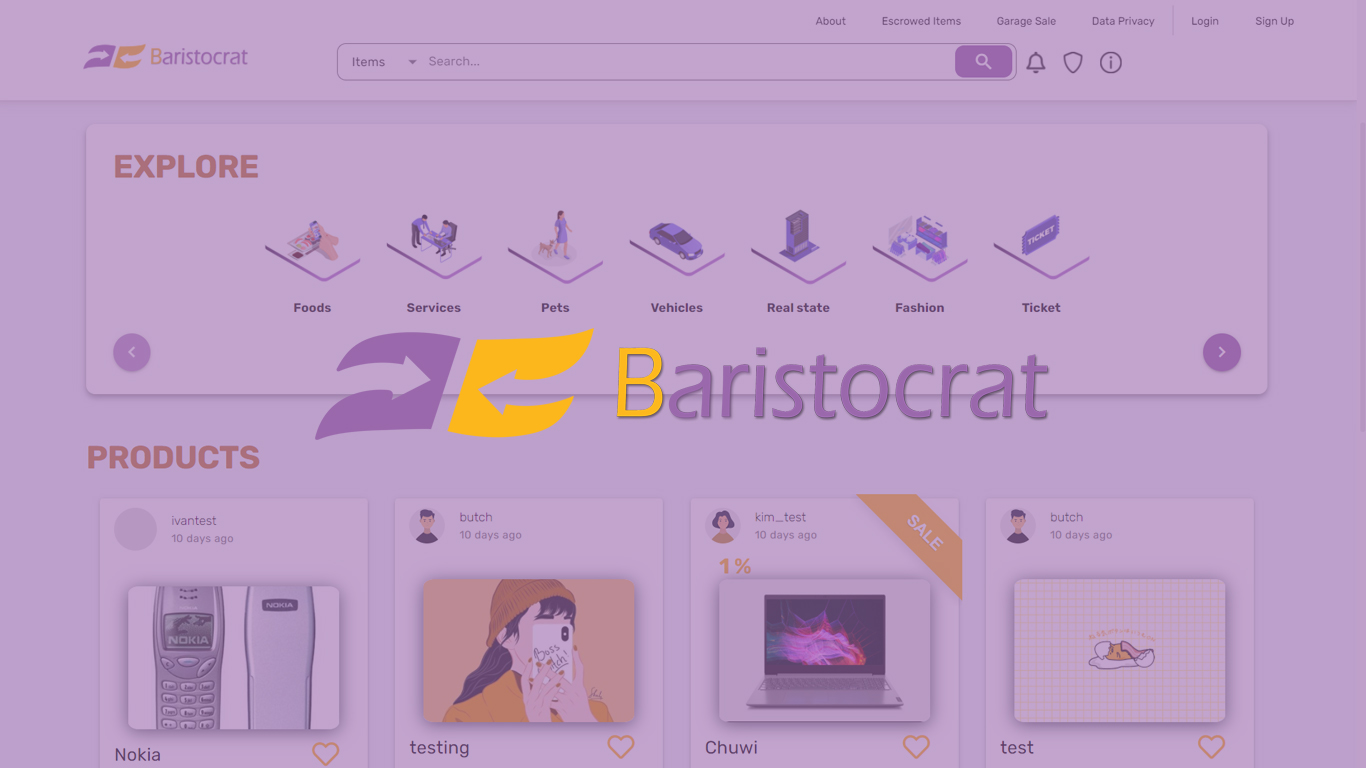 About Escrowed Items Garage Sale Data Privacy Login Sign Up
Baristocrat
Items Search...
EXPLORE
TICKET
Foods Services Pets Vehicles Real state Fashion Ticket
Baristocrat
PRODUCTS
ivantest
10 days ago
NOKIA
NOKIA
Nokia
butch
10 days ago
Boss
testing
kim_test
10 days ago
SALE
1 %
Chuwi
butch
10 days ago
test